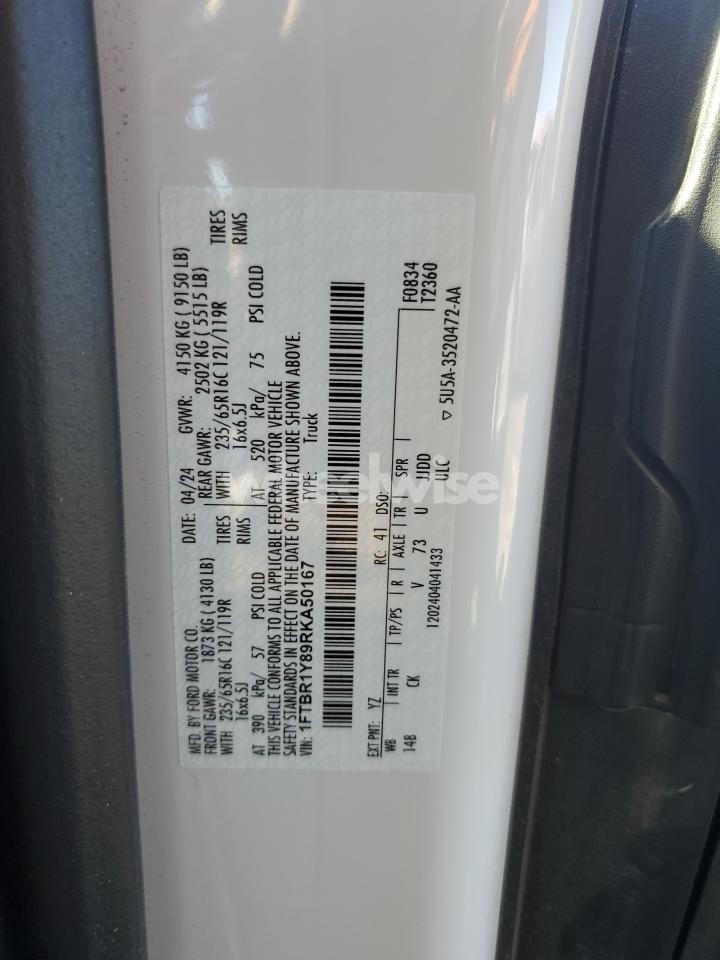 MFD. BY FORD MOTOR CO. DATE: 04/24 GVWR: 4150 KG ( 9150 LB)
FRONT GAWR: 1873 KG ( 4130 LB) REAR GAWR: 2502 KG ( 5515 LB)
WITH 235/65R16C 121/119R TIRES WITH 235/65R16C 121/119R TIRES
16x6.5J RIMS 16x6.5J RIMS
AT 390 kPa/ 57 PSI COLD AT 520 kPa/ 75 PSI COLD
THIS VEHICLE CONFORMS TO ALL APPLICABLE FEDERAL MOTOR VEHICLE
SAFETY STANDARDS IN EFFECT ON THE DATE OF MANUFACTURE SHOWN ABOVE.
VIN: 1FTBR1Y89RKA50167 TYPE: Truck
EXT PNT: YZ RC: 41 DSO: F0834
WB INT TR TP/PS R AXLE TR SPR T2360
148 CK V 73 U JJDD
1202404041433 ULC ▽ 5U5A-3520472-AA
wheelwise